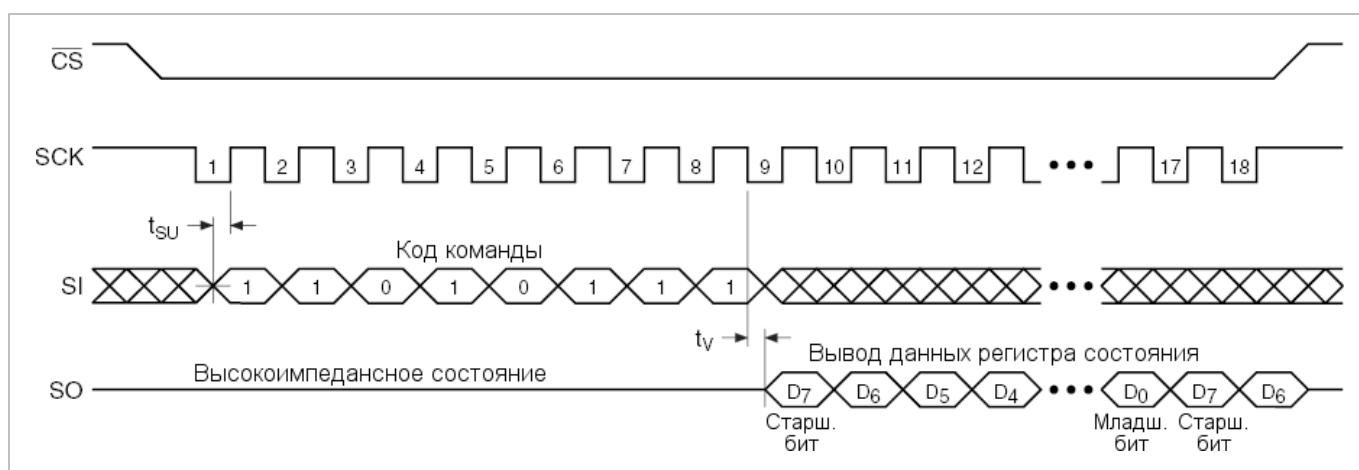 CS
SCK 1 2 3 4 5 6 7 8 9 10 11 12 ••• 17 18
tSU
Код команды
SI 1 1 0 1 0 1 1 1 •••
tV
Вывод данных регистра состояния
Высокоимпедансное состояние
SO D7 D6 D5 D4 ••• D0 D7 D6
Старш. бит
Младш. бит
Старш. бит